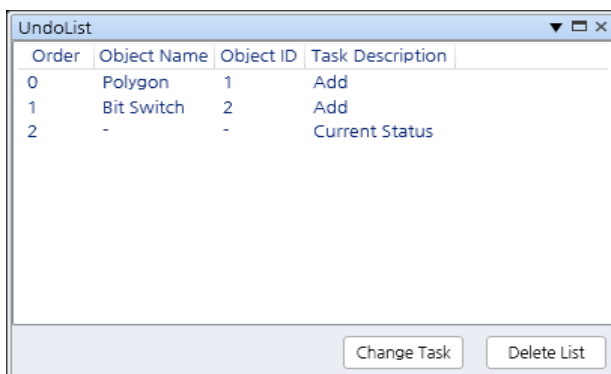 UndoList
Order Object Name Object ID Task Description
0 Polygon 1 Add
1 Bit Switch 2 Add
2 - - Current Status
Change Task Delete List